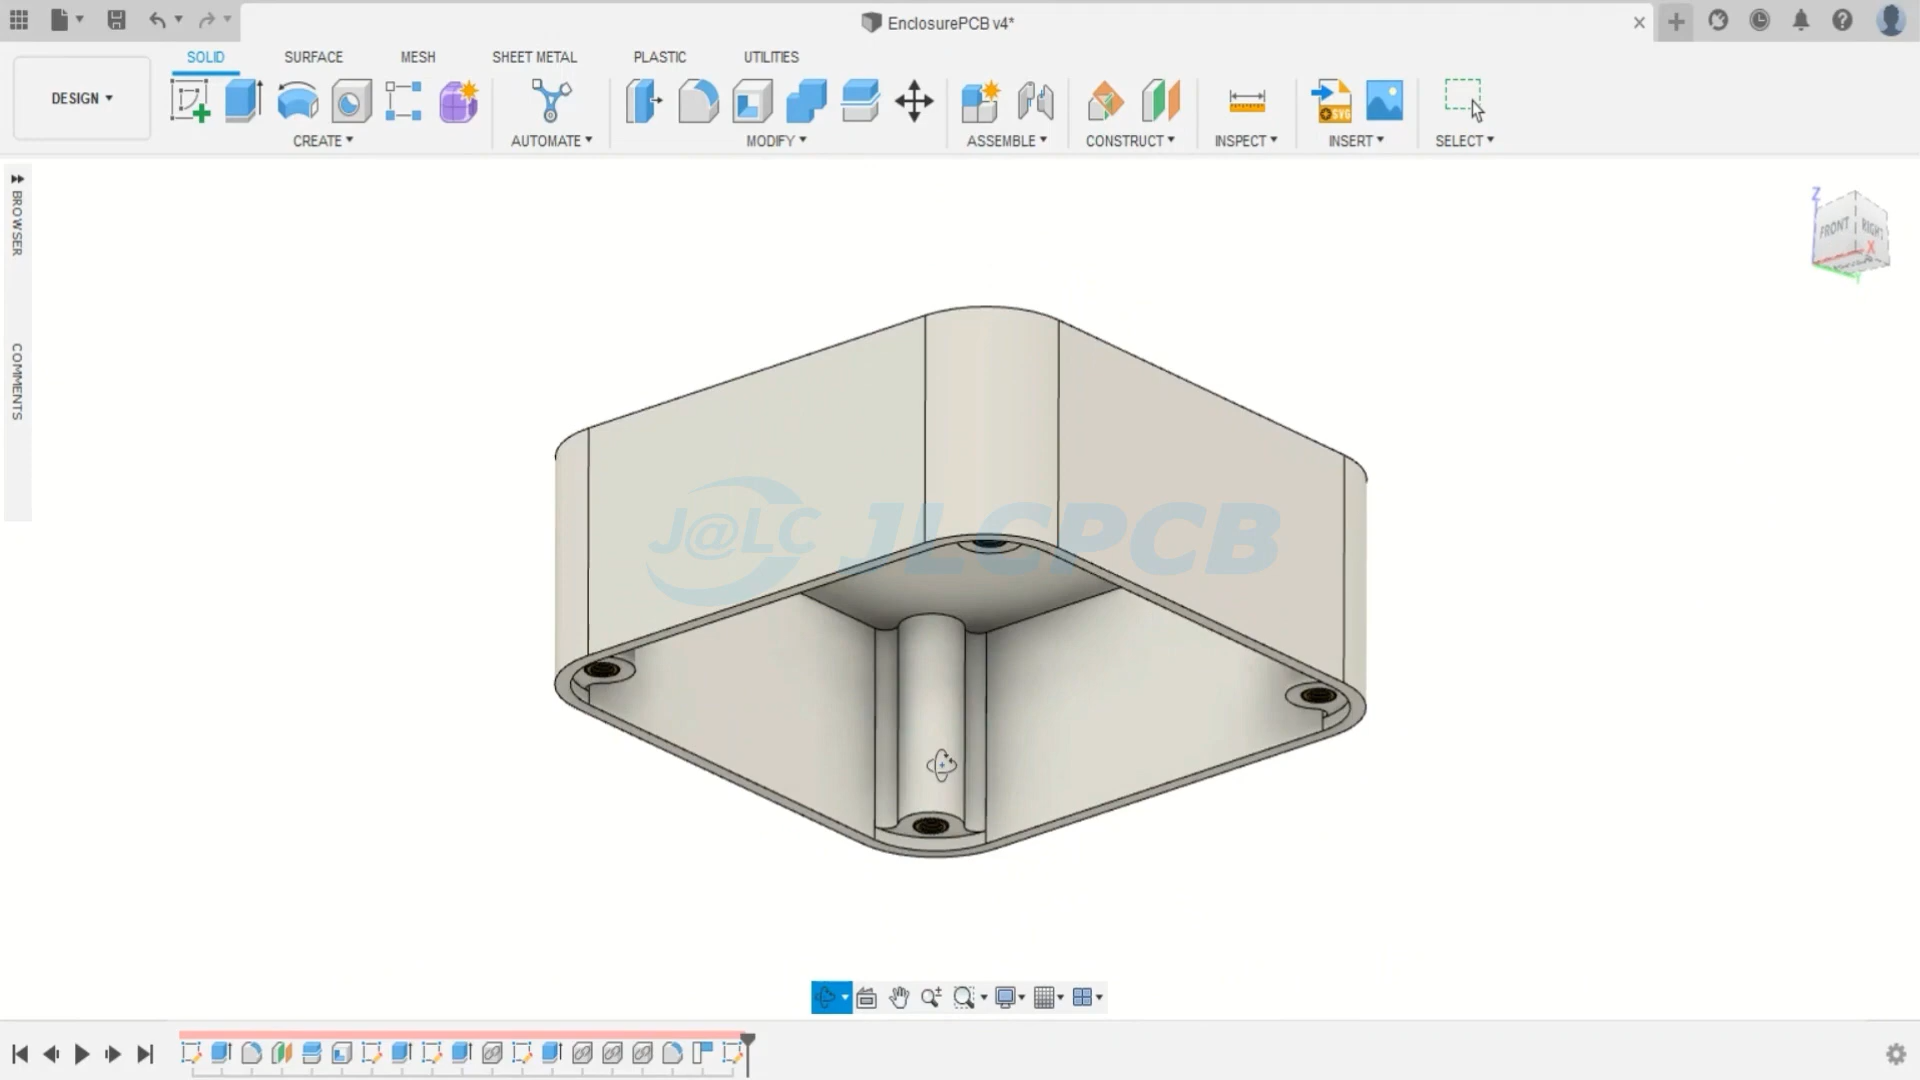 EnclosurePCB v4*
SOLID
SURFACE
MESH
SHEET METAL
PLASTIC
UTILITIES
DESIGN
CREATE
AUTOMATE
MODIFY
ASSEMBLE
CONSTRUCT
INSPECT
INSERT
SELECT
SVG
BROWSER
COMMENTS
Z
FRONT
RIGHT
X
Y
J@LC JLCPCB